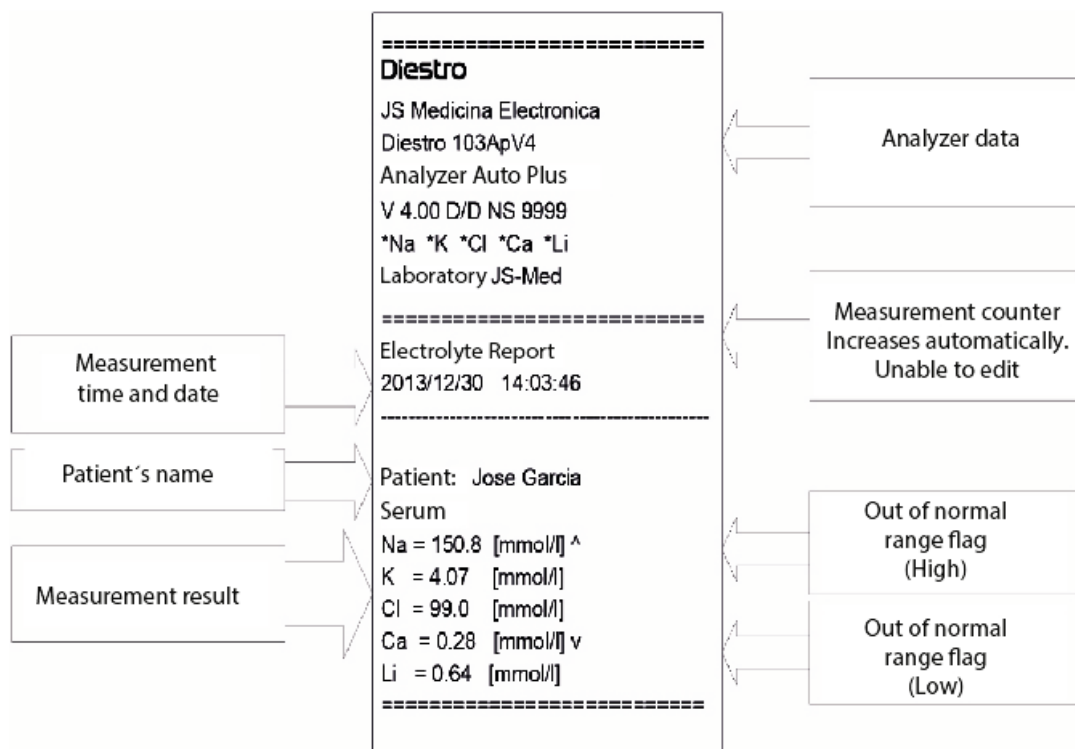 ===========================
Diestro
JS Medicina Electronica
Diestro 103ApV4
Analyzer Auto Plus
V 4.00 D/D NS 9999
*Na *K *Cl *Ca *Li
Laboratory JS-Med
===========================
Electrolyte Report
2013/12/30 14:03:46
---------------------------------------------
Patient: Jose Garcia
Serum
Na = 150.8 [mmol/l] ^
K = 4.07 [mmol/l]
Cl = 99.0 [mmol/l]
Ca = 0.28 [mmol/l] v
Li = 0.64 [mmol/l]
===========================
Measurement
time and date
Patient´s name
Measurement result
Analyzer data
Measurement counter
Increases automatically.
Unable to edit
Out of normal
range flag
(High)
Out of normal
range flag
(Low)